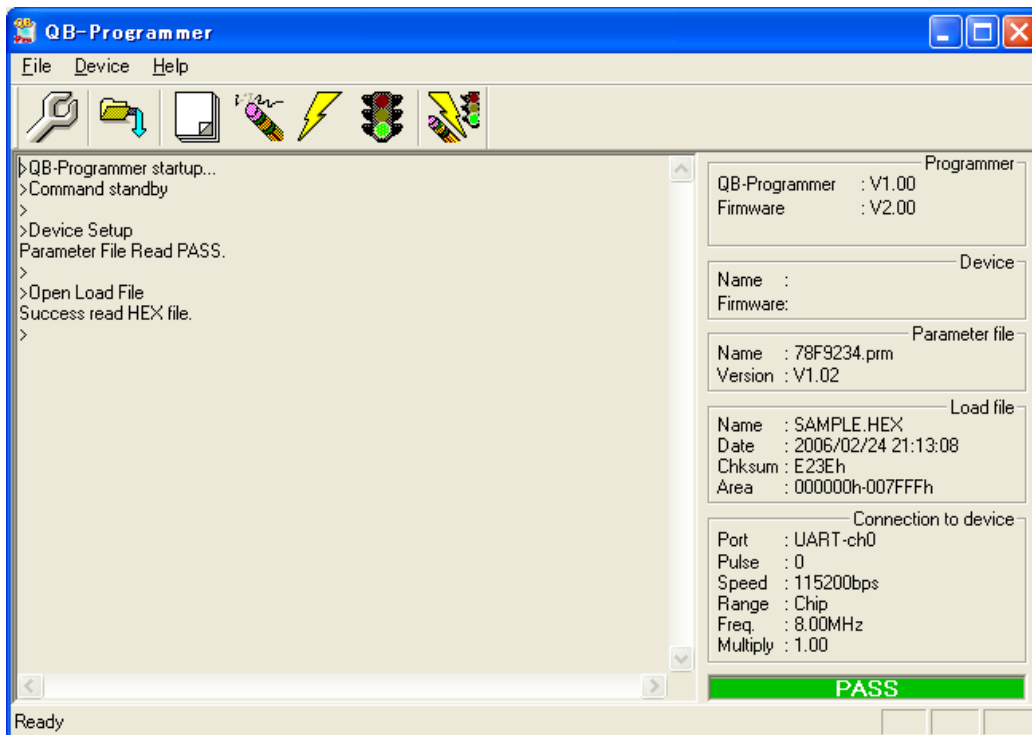 QB-Programmer
File Device Help
>QB-Programmer startup...
>Command standby
>
>Device Setup
Parameter File Read PASS.
>
>Open Load File
Success read HEX file.
>
Programmer
QB-Programmer : V1.00
Firmware : V2.00
Device
Name :
Firmware:
Parameter file
Name : 78F9234.prm
Version : V1.02
Load file
Name : SAMPLE.HEX
Date : 2006/02/24 21:13:08
Chksum : E23Eh
Area : 000000h-007FFFh
Connection to device
Port : UART-ch0
Pulse : 0
Speed : 115200bps
Range : Chip
Freq. : 8.00MHz
Multiply : 1.00
PASS
Ready